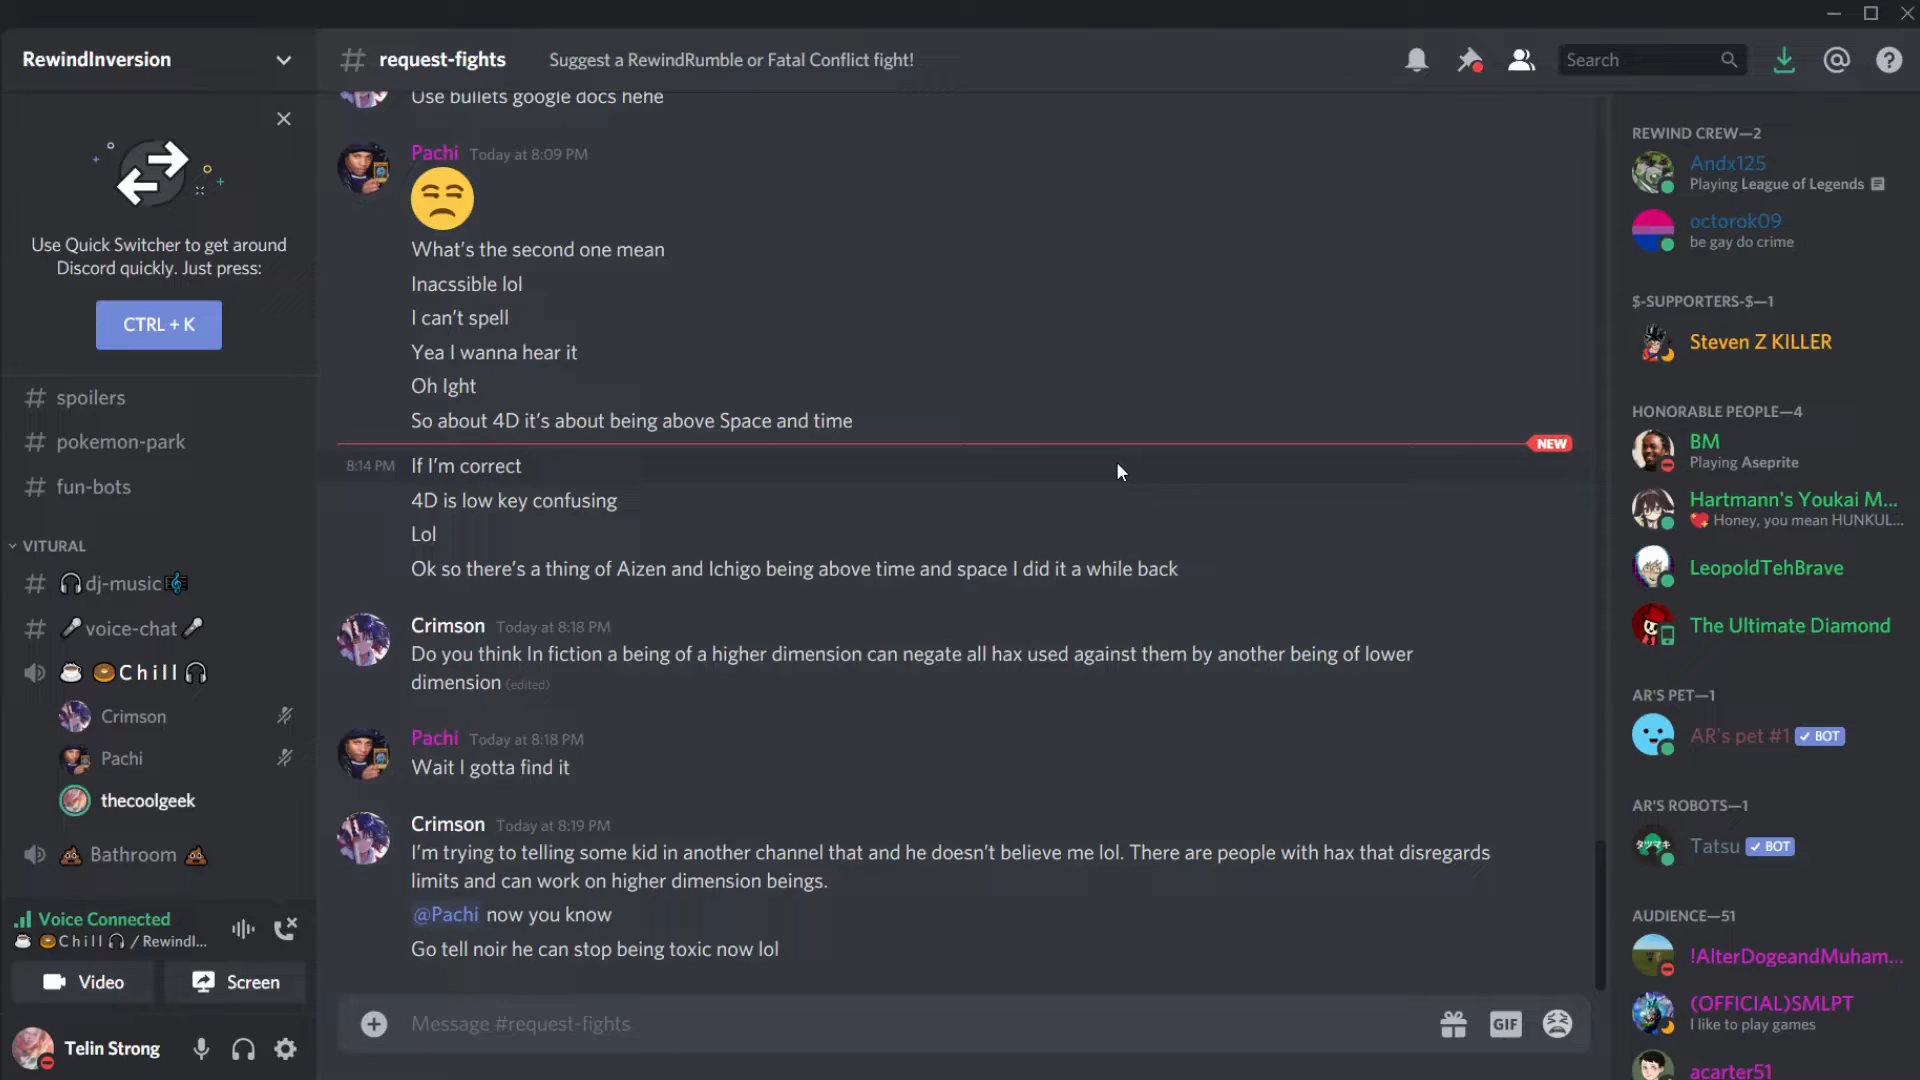 RewindInversion
request-fights
Suggest a RewindRumble or Fatal Conflict fight!
Search
Use Quick Switcher to get around
Discord quickly. Just press:
CTRL + K
# spoilers
# pokemon-park
# fun-bots
VITURAL
# 🎧dj-music🎼
# 🎤voice-chat🎤
☕ 🍩Chill🎧
Crimson
Pachi
thecoolgeek
💩 Bathroom 💩
Voice Connected
☕ 🍩Chill🎧 / RewindI...
Video
Screen
Telin Strong
Use bullets google docs hehe
Pachi Today at 8:09 PM
What's the second one mean
Inacssible lol
I can't spell
Yea I wanna hear it
Oh Ight
So about 4D it's about being above Space and time
NEW
8:14 PM If I'm correct
4D is low key confusing
Lol
Ok so there's a thing of Aizen and Ichigo being above time and space I did it a while back
Crimson Today at 8:18 PM
Do you think In fiction a being of a higher dimension can negate all hax used against them by another being of lower
dimension (edited)
Pachi Today at 8:18 PM
Wait I gotta find it
Crimson Today at 8:19 PM
I'm trying to telling some kid in another channel that and he doesn't believe me lol. There are people with hax that disregards
limits and can work on higher dimension beings.
@Pachi now you know
Go tell noir he can stop being toxic now lol
Message #request-fights
GIF
REWIND CREW—2
Andx125
Playing League of Legends
octorok09
be gay do crime
$-SUPPORTERS-$—1
Steven Z KILLER
HONORABLE PEOPLE—4
BM
Playing Aseprite
Hartmann's Youkai M...
💖 Honey, you mean HUNKUL...
LeopoldTehBrave
The Ultimate Diamond
AR'S PET—1
AR's pet #1 ✓ BOT
AR'S ROBOTS—1
Tatsu ✓ BOT
AUDIENCE—51
!AlterDogeandMuham...
(OFFICIAL)SMLPT
I like to play games
acarter51